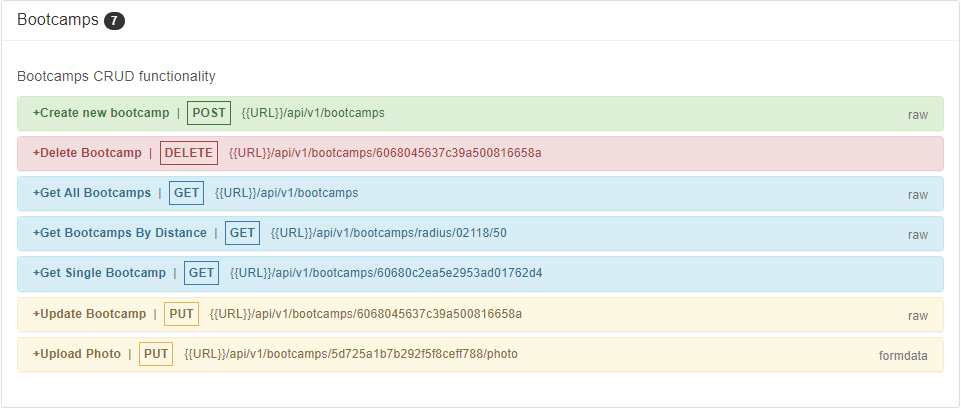 Bootcamps 7
Bootcamps CRUD functionality
+Create new bootcamp | POST {{URL}}/api/v1/bootcamps raw
+Delete Bootcamp | DELETE {{URL}}/api/v1/bootcamps/6068045637c39a500816658a
+Get All Bootcamps | GET {{URL}}/api/v1/bootcamps raw
+Get Bootcamps By Distance | GET {{URL}}/api/v1/bootcamps/radius/02118/50 raw
+Get Single Bootcamp | GET {{URL}}/api/v1/bootcamps/60680c2ea5e2953ad01762d4
+Update Bootcamp | PUT {{URL}}/api/v1/bootcamps/6068045637c39a500816658a raw
+Upload Photo | PUT {{URL}}/api/v1/bootcamps/5d725a1b7b292f5f8ceff788/photo formdata